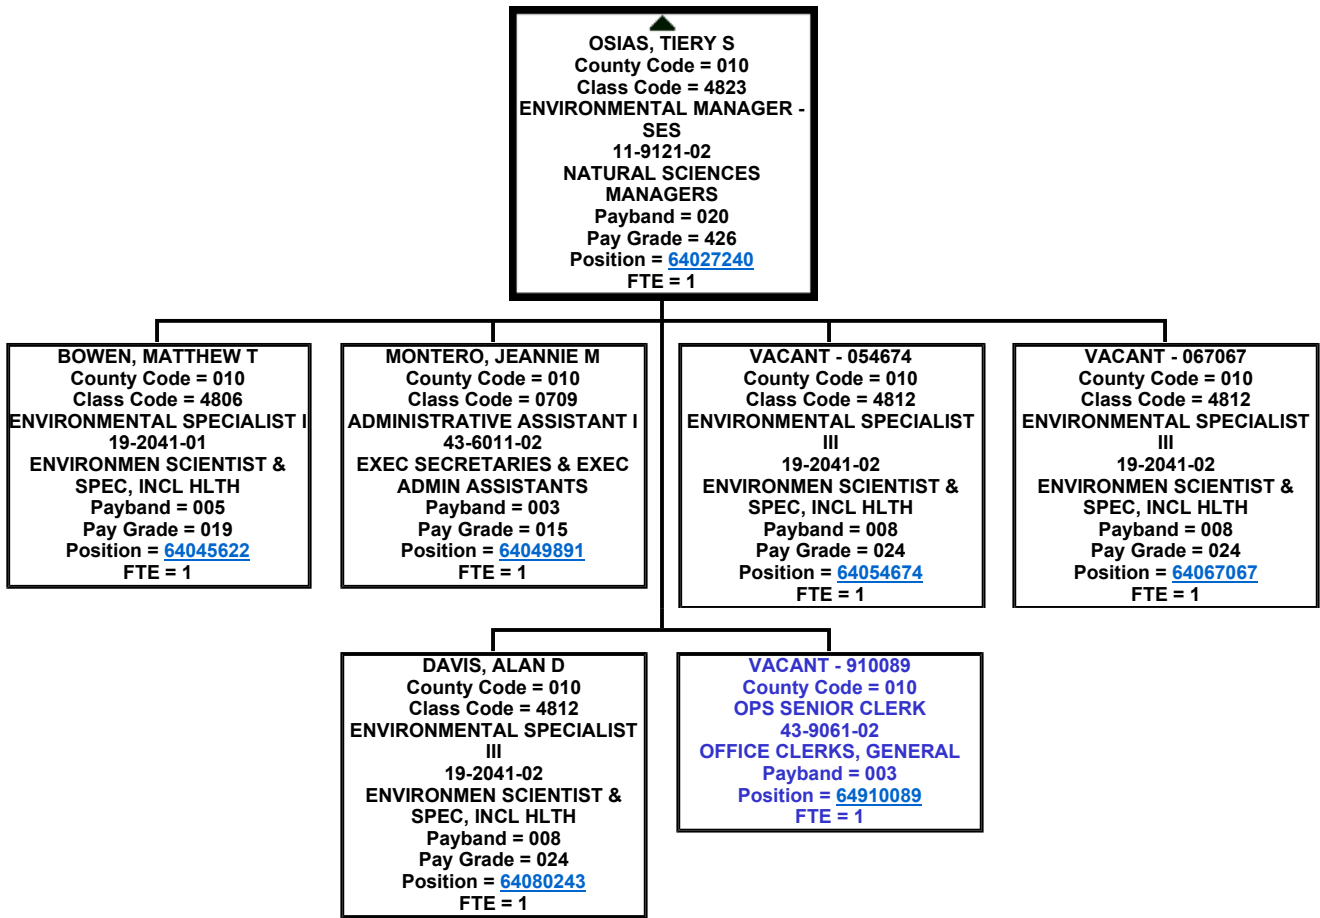 OSIAS, TIERY S
County Code = 010
Class Code = 4823
ENVIRONMENTAL MANAGER -
SES
11-9121-02
NATURAL SCIENCES
MANAGERS
Payband = 020
Pay Grade = 426
Position = 64027240
FTE = 1
BOWEN, MATTHEW T
County Code = 010
Class Code = 4806
ENVIRONMENTAL SPECIALIST I
19-2041-01
ENVIRONMEN SCIENTIST &
SPEC, INCL HLTH
Payband = 005
Pay Grade = 019
Position = 64045622
FTE = 1
MONTERO, JEANNIE M
County Code = 010
Class Code = 0709
ADMINISTRATIVE ASSISTANT I
43-6011-02
EXEC SECRETARIES & EXEC
ADMIN ASSISTANTS
Payband = 003
Pay Grade = 015
Position = 64049891
FTE = 1
VACANT - 054674
County Code = 010
Class Code = 4812
ENVIRONMENTAL SPECIALIST
III
19-2041-02
ENVIRONMEN SCIENTIST &
SPEC, INCL HLTH
Payband = 008
Pay Grade = 024
Position = 64054674
FTE = 1
VACANT - 067067
County Code = 010
Class Code = 4812
ENVIRONMENTAL SPECIALIST
III
19-2041-02
ENVIRONMEN SCIENTIST &
SPEC, INCL HLTH
Payband = 008
Pay Grade = 024
Position = 64067067
FTE = 1
DAVIS, ALAN D
County Code = 010
Class Code = 4812
ENVIRONMENTAL SPECIALIST
III
19-2041-02
ENVIRONMEN SCIENTIST &
SPEC, INCL HLTH
Payband = 008
Pay Grade = 024
Position = 64080243
FTE = 1
VACANT - 910089
County Code = 010
OPS SENIOR CLERK
43-9061-02
OFFICE CLERKS, GENERAL
Payband = 003
Position = 64910089
FTE = 1